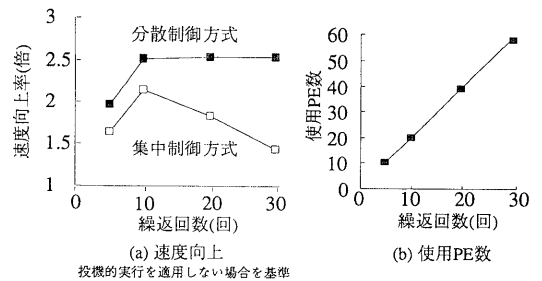 3
2.5
2
1.5
1
速度向上率(倍)
分散制御方式
集中制御方式
0
10
20
30
繰返回数(回)
(a) 速度向上
投機的実行を適用しない場合を基準
60
50
40
30
20
10
0
使用PE数
0
10
20
30
繰返回数(回)
(b) 使用PE数